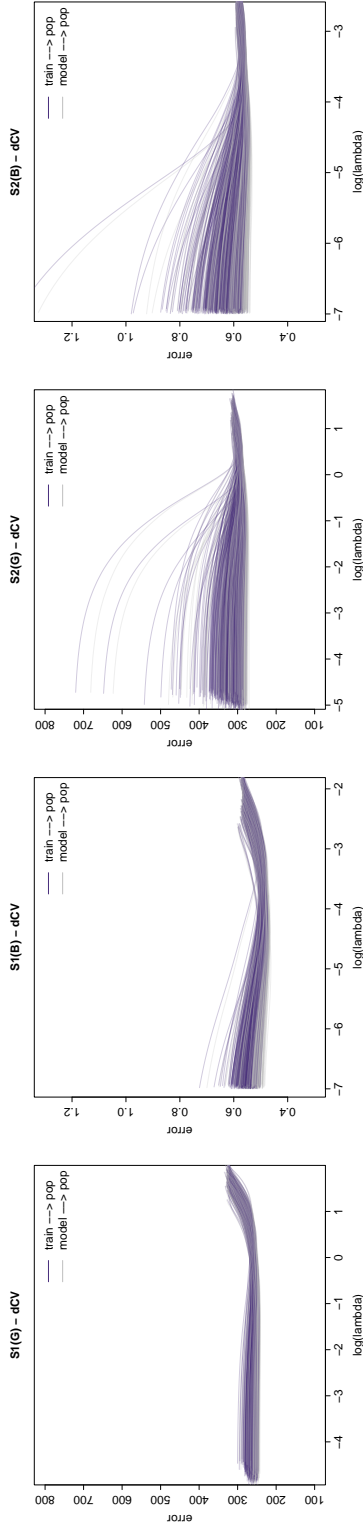 S1(G) − dCV
train −−> pop
model −−> pop
800
700
600
500
400
300
200
100
error
−4 −3 −2 −1 0 1
log(lambda)
S1(B) − dCV
train −−> pop
model −−> pop
1.2
1.0
0.8
0.6
0.4
error
−7 −6 −5 −4 −3 −2
log(lambda)
S2(G) − dCV
train −−> pop
model −−> pop
800
700
600
500
400
300
200
100
error
−5 −4 −3 −2 −1 0 1
log(lambda)
S2(B) − dCV
train −−> pop
model −−> pop
1.2
1.0
0.8
0.6
0.4
error
−7 −6 −5 −4 −3
log(lambda)